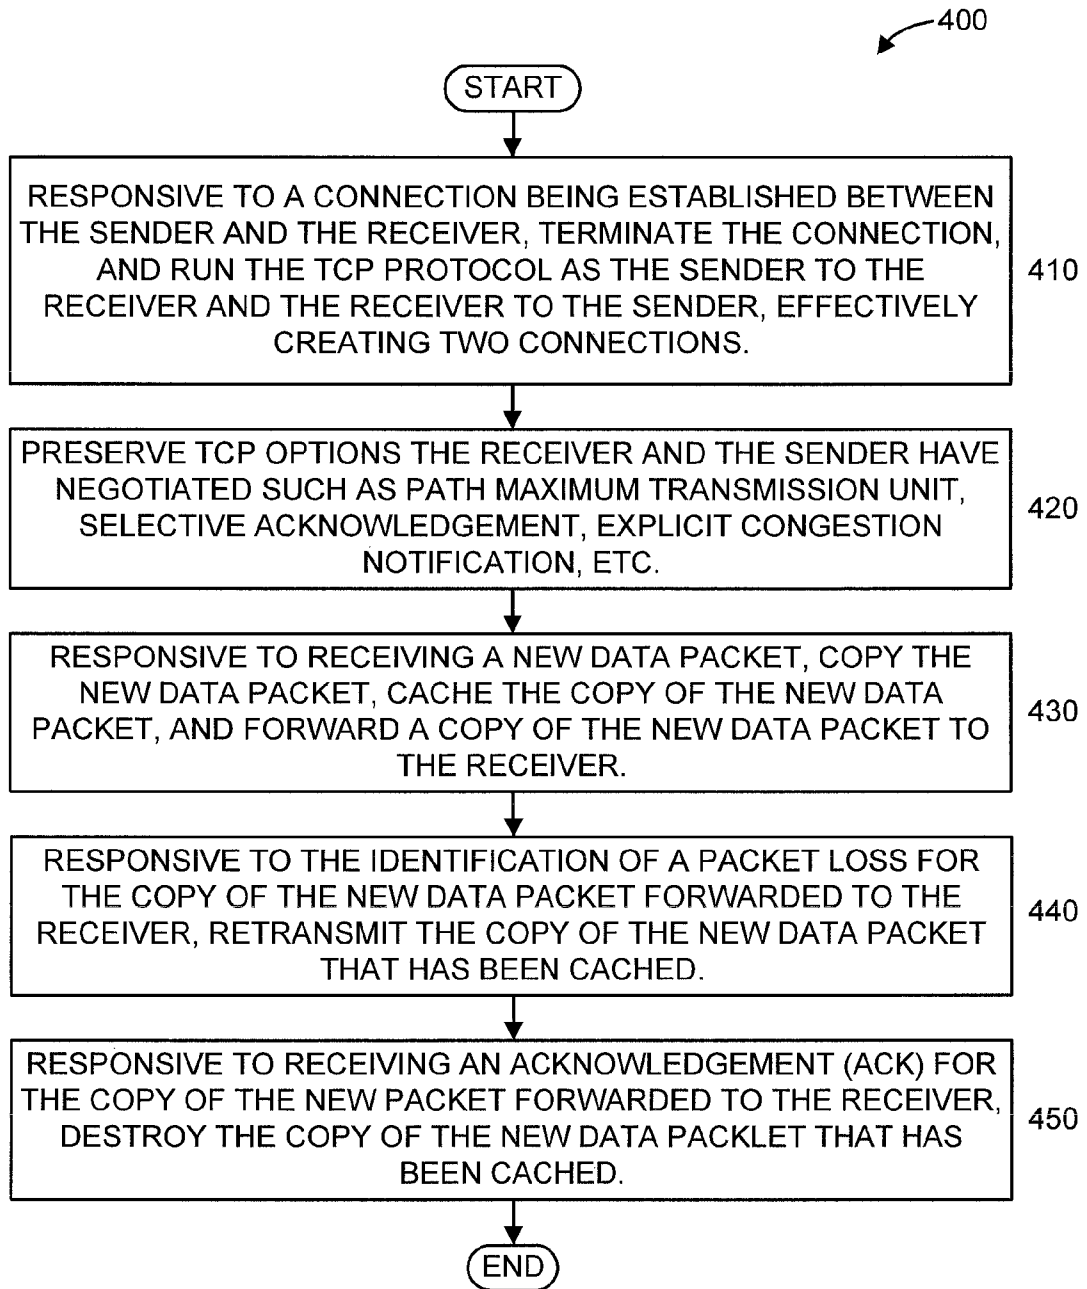 400
START
RESPONSIVE TO A CONNECTION BEING ESTABLISHED BETWEEN
THE SENDER AND THE RECEIVER, TERMINATE THE CONNECTION,
AND RUN THE TCP PROTOCOL AS THE SENDER TO THE
RECEIVER AND THE RECEIVER TO THE SENDER, EFFECTIVELY
CREATING TWO CONNECTIONS.
410
PRESERVE TCP OPTIONS THE RECEIVER AND THE SENDER HAVE
NEGOTIATED SUCH AS PATH MAXIMUM TRANSMISSION UNIT,
SELECTIVE ACKNOWLEDGEMENT, EXPLICIT CONGESTION
NOTIFICATION, ETC.
420
RESPONSIVE TO RECEIVING A NEW DATA PACKET, COPY THE
NEW DATA PACKET, CACHE THE COPY OF THE NEW DATA
PACKET, AND FORWARD A COPY OF THE NEW DATA PACKET TO
THE RECEIVER.
430
RESPONSIVE TO THE IDENTIFICATION OF A PACKET LOSS FOR
THE COPY OF THE NEW DATA PACKET FORWARDED TO THE
RECEIVER, RETRANSMIT THE COPY OF THE NEW DATA PACKET
THAT HAS BEEN CACHED.
440
RESPONSIVE TO RECEIVING AN ACKNOWLEDGEMENT (ACK) FOR
THE COPY OF THE NEW PACKET FORWARDED TO THE RECEIVER,
DESTROY THE COPY OF THE NEW DATA PACKLET THAT HAS
BEEN CACHED.
450
END